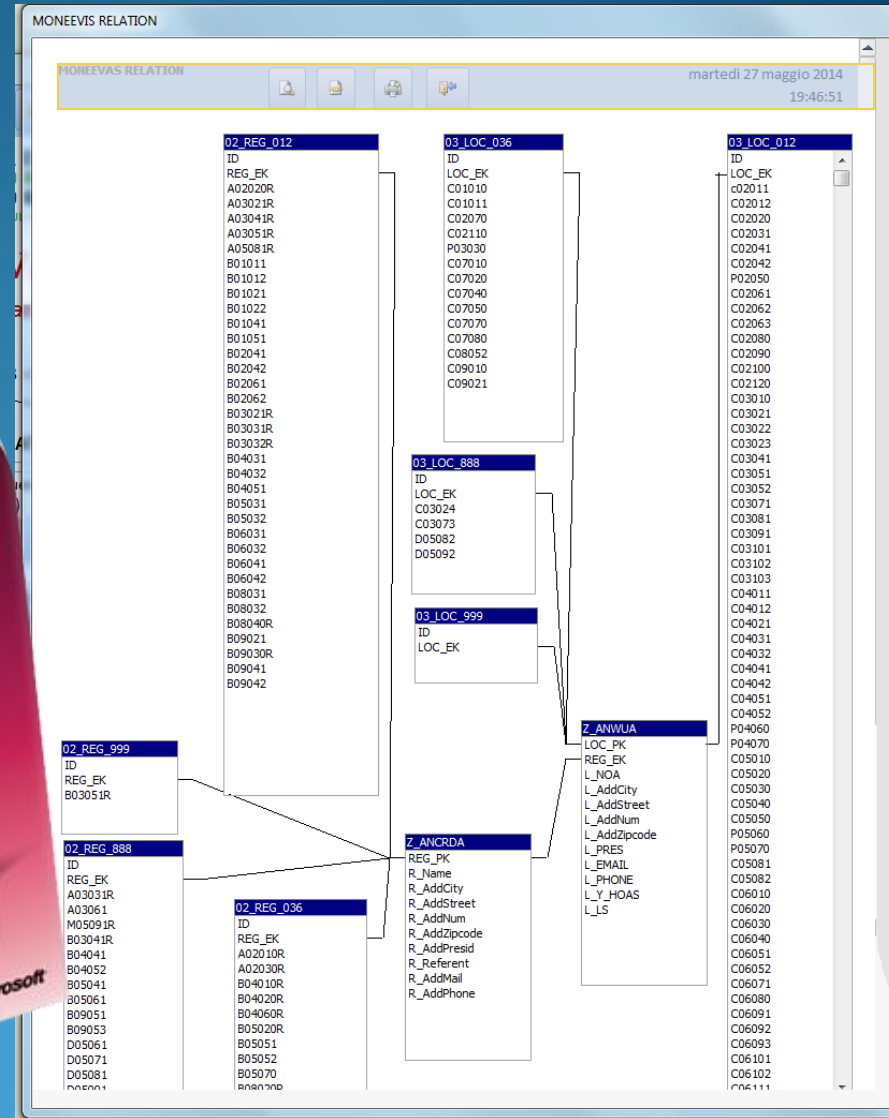 MONEEVIS RELATION
MONEEVAS RELATION
martedì 27 maggio 2014
19:46:51
02_REG_012
ID
REG_EK
A02020R
A03021R
A03041R
A03051R
A05081R
B01011
B01012
B01021
B01022
B01041
B01051
B02041
B02042
B02061
B02062
B03021R
B03031R
B03032R
B04031
B04032
B04051
B05031
B05032
B06031
B06032
B06041
B06042
B08031
B08032
B08040R
B09021
B09030R
B09041
B09042
03_LOC_036
ID
LOC_EK
C01010
C01011
C02070
C02110
P03030
C07010
C07020
C07040
C07050
C07070
C07080
C08052
C09010
C09021
03_LOC_888
ID
LOC_EK
C03024
C03073
D05082
D05092
03_LOC_999
ID
LOC_EK
03_LOC_012
ID
LOC_EK
c02011
C02012
C02020
C02031
C02041
C02042
P02050
C02061
C02062
C02063
C02080
C02090
C02100
C02120
C03010
C03021
C03022
C03023
C03041
C03051
C03052
C03071
C03081
C03091
C03101
C03102
C03103
C04011
C04012
C04021
C04031
C04032
C04041
C04042
C04051
C04052
P04060
P04070
C05010
C05020
C05030
C05040
C05050
P05060
P05070
C05081
C05082
C06010
C06020
C06030
C06040
C06051
C06052
C06071
C06080
C06091
C06092
C06093
C06101
C06102
C06111
Z_ANWUA
LOC_PK
REG_EK
L_NOA
L_AddCity
L_AddStreet
L_AddNum
L_AddZipcode
L_PRES
L_EMAIL
L_PHONE
L_Y_HOAS
L_LS
02_REG_999
ID
REG_EK
B03051R
02_REG_888
ID
REG_EK
A03031R
A03061
M05091R
B03041R
B04041
B04052
B05041
B05061
B09051
B09053
D05061
D05071
D05081
D05091
02_REG_036
ID
REG_EK
A02010R
A02030R
B04010R
B04020R
B04060R
B05020R
B05051
B05052
B05070
B08020R
Z_ANCRDA
REG_PK
R_Name
R_AddCity
R_AddStreet
R_AddNum
R_AddZipcode
R_AddPresid
R_Referent
R_AddMail
R_AddPhone